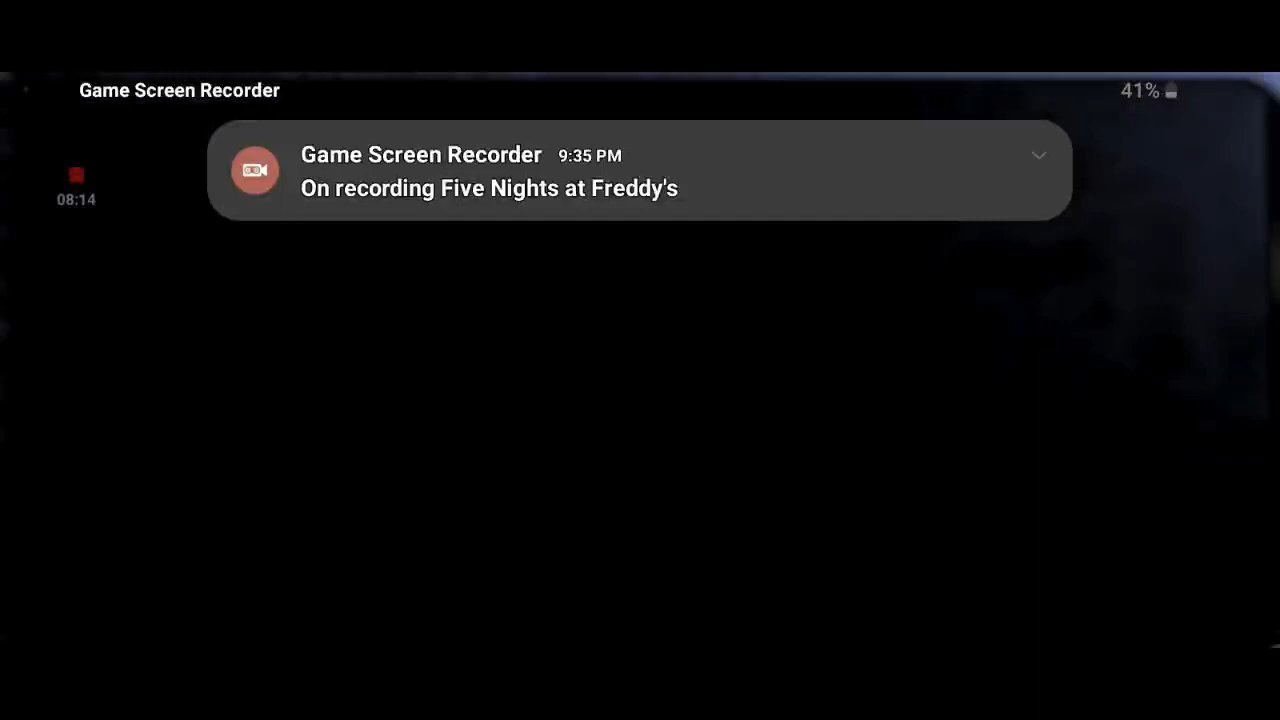 Game Screen Recorder
41%
Game Screen Recorder 9:35 PM
On recording Five Nights at Freddy's
08:14